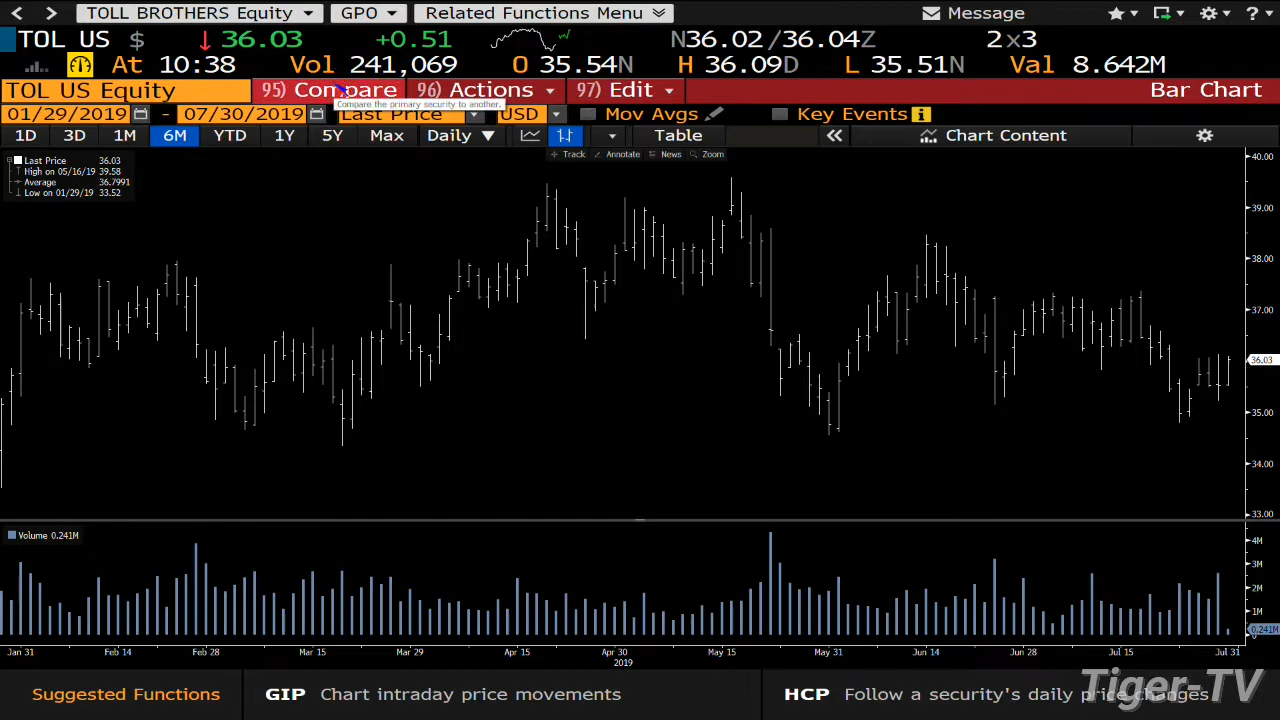 TOLL BROTHERS Equity GPO Related Functions Menu Message
TOL US $ ↓ 36.03 +0.51 N36.02 /36.04Z 2 x3
At 10:38 Vol 241,069 O 35.54N H 36.09D L 35.51N Val 8.642M
TOL US Equity 95) Compare 96) Actions 97) Edit Bar Chart
Compare the primary security to another.
01/29/2019 - 07/30/2019 Last Price USD Mov Avgs Key Events
1D 3D 1M 6M YTD 1Y 5Y Max Daily ▼ Table « Chart Content
Track Annotate News Zoom
Last Price 36.03
High on 05/16/19 39.58
Average 36.7991
Low on 01/29/19 33.52
40.00
39.00
38.00
37.00
36.03
35.00
34.00
33.00
Volume 0.241M
4M
3M
2M
1M
0.241M
Jan 31 Feb 14 Feb 28 Mar 15 Mar 29 Apr 15 Apr 30 May 15 May 31 Jun 14 Jun 28 Jul 15 Jul 31
2019
Suggested Functions GIP Chart intraday price movements HCP Follow a security's daily price changes
Tiger-TV